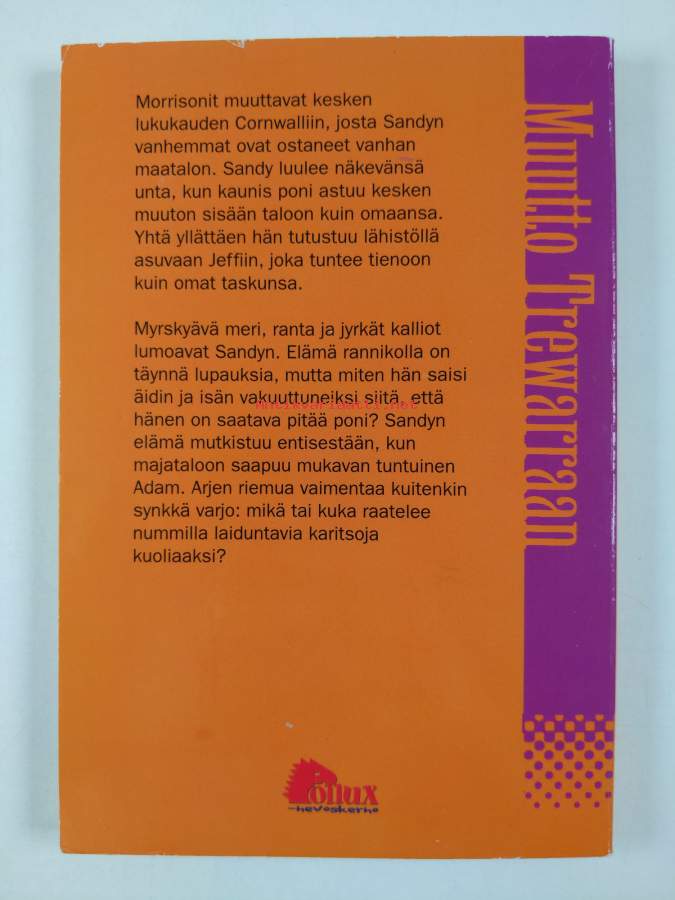 Morrisonit muuttavat kesken
lukukauden Cornwalliin, josta Sandyn
vanhemmat ovat ostaneet vanhan
maatalon. Sandy luulee näkevänsä
unta, kun kaunis poni astuu kesken
muuton sisään taloon kuin omaansa.
Yhtä yllättäen hän tutustuu lähistöllä
asuvaan Jeffiin, joka tuntee tienoon
kuin omat taskunsa.
Myrskyävä meri, ranta ja jyrkät kalliot
lumoavat Sandyn. Elämä rannikolla on
täynnä lupauksia, mutta miten hän saisi
äidin ja isän vakuuttuneiksi siitä, että
hänen on saatava pitää poni? Sandyn
elämä mutkistuu entisestään, kun
majataloon saapuu mukavan tuntuinen
Adam. Arjen riemua vaimentaa kuitenkin
synkkä varjo: mikä tai kuka raatelee
nummilla laiduntavia karitsoja
kuoliaaksi?
Muutto Trewarraan
Antikvariaatti.net
Pollux
hevoskerho